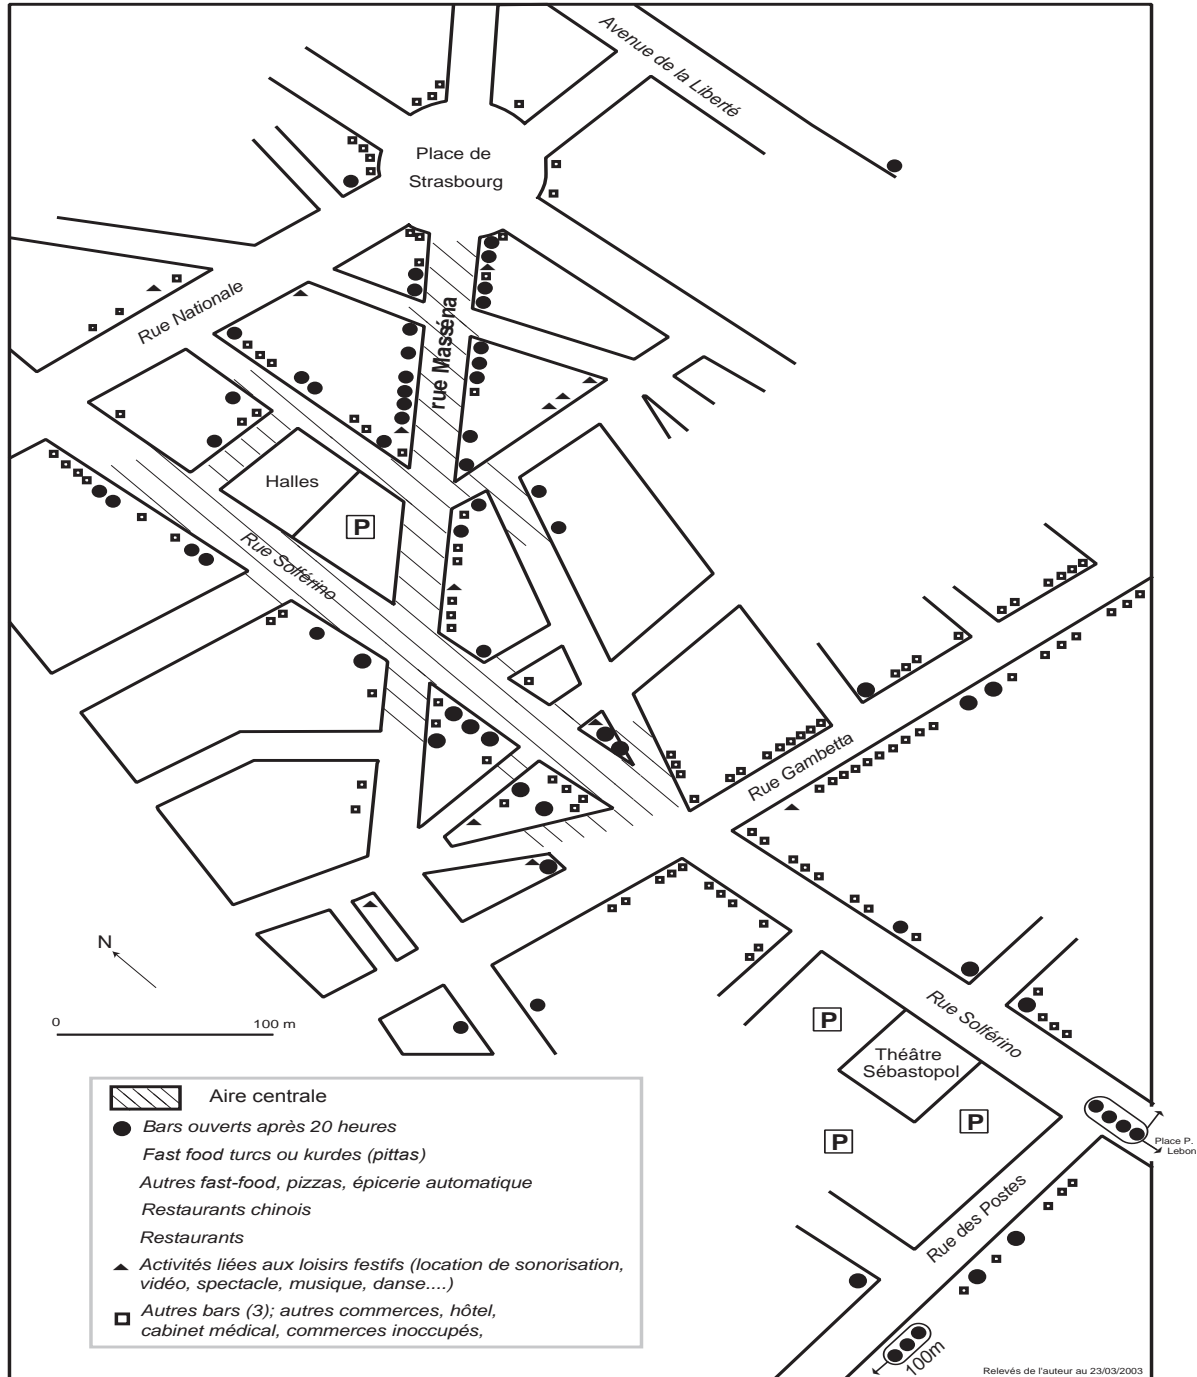 Avenue de la Liberté
Place de
Strasbourg
Rue Nationale
rue Masséna
Halles
P
Rue Solférino
Rue Gambetta
N
0 100 m
Rue Solférino
P
Théâtre
Sébastopol
P
P
Place P.
Lebon
Rue des Postes
100m
Aire centrale
Bars ouverts après 20 heures
Fast food turcs ou kurdes (pittas)
Autres fast-food, pizzas, épicerie automatique
Restaurants chinois
Restaurants
Activités liées aux loisirs festifs (location de sonorisation,
vidéo, spectacle, musique, danse....)
Autres bars (3); autres commerces, hôtel,
cabinet médical, commerces inoccupés,
Relevés de l'auteur au 23/03/2003